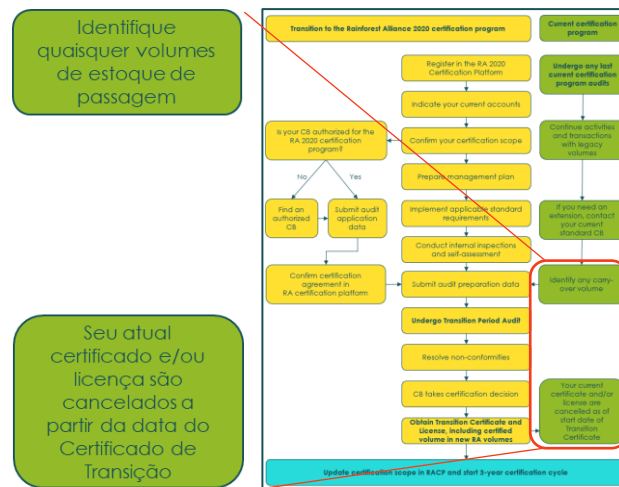 Identifique
quaisquer volumes
de estoque de
passagem
Seu atual
certificado e/ou
licença são
cancelados a
partir da data do
Certificado de
Transição
Transition to the Rainforest Alliance 2020 certification program
Current certification
program
Register in the RA 2020
Certification Platform
Undergo any last
current certification
program audits
Indicate your current accounts
Is your CB authorized for the
RA 2020 certification
program?
Confirm your certification scope
Continue activities
and transactions
with legacy
volumes
No
Yes
Prepare management plan
Find an
authorized
CB
Submit audit
application
data
Implement applicable standard
requirements
If you need an
extension, contact
your current
standard CB
Conduct internal inspections
and self-assessment
Confirm certification
agreement in
RA certification platform
Submit audit preparation data
Identify any carry-
over volume
Undergo Transition Period Audit
Resolve non-conformities
CB takes certification decision
Your current
certificate and/or
license are
cancelled as of
start date of
Transition
Certificate
Obtain Transition Certificate and
License, including certified
volume in new RA volumes
Update certification scope in RACP and start 3-year certification cycle